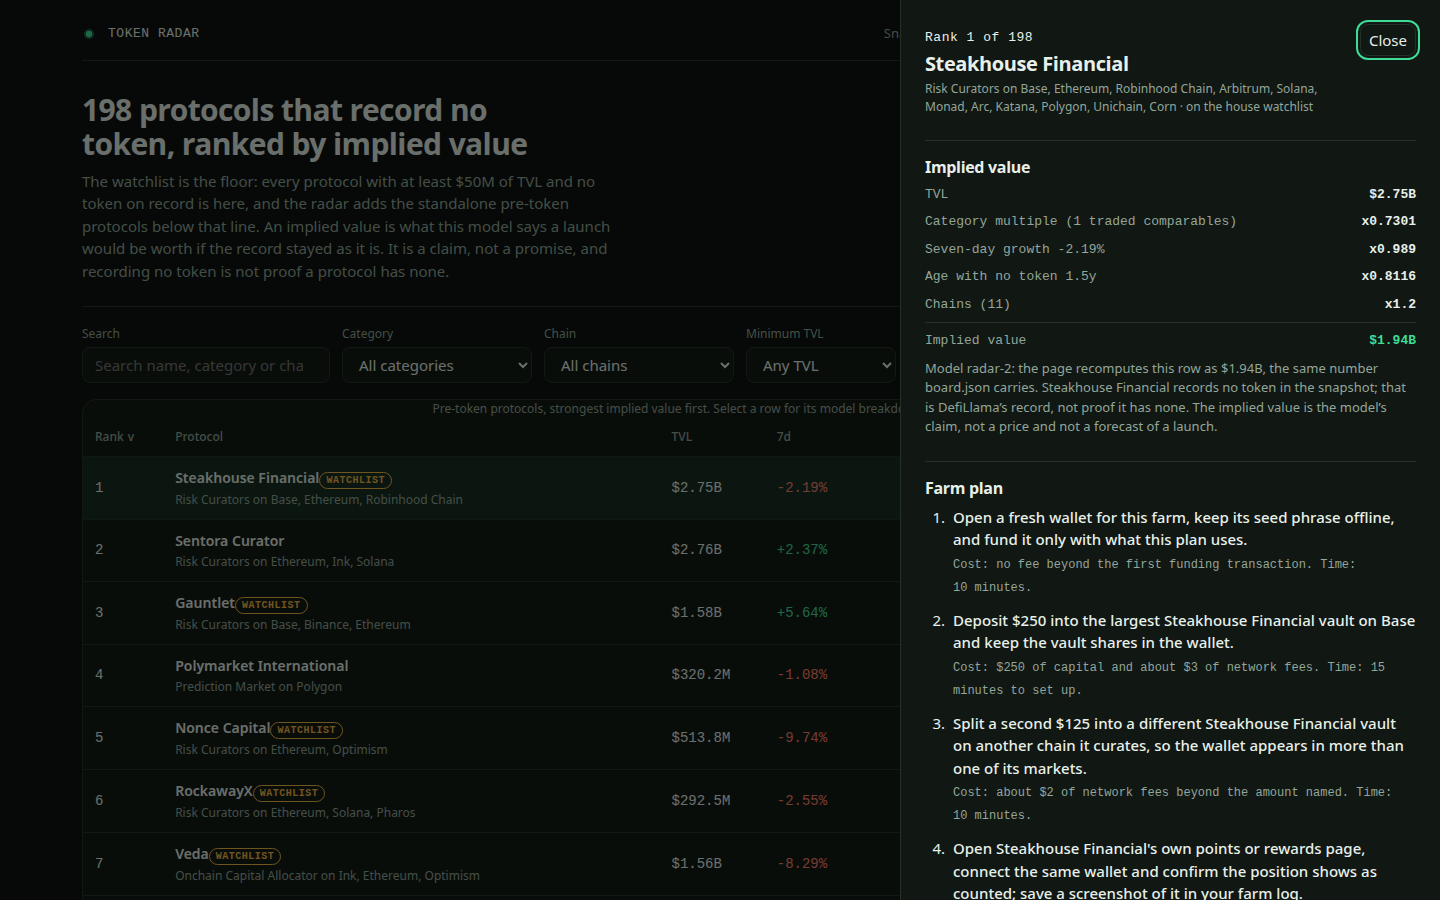 TOKEN RADAR
198 protocols that record no
token, ranked by implied value
The watchlist is the floor: every protocol with at least $50M of TVL and no
token on record is here, and the radar adds the standalone pre-token
protocols below that line. An implied value is what this model says a launch
would be worth if the record stayed as it is. It is a claim, not a promise, and
recording no token is not proof a protocol has none.
Search
Category
Chain
Minimum TVL
Search name, category or cha
All categories
All chains
Any TVL
Pre-token protocols, strongest implied value first. Select a row for its model
Rank v
Protocol
TVL
7d
1
Steakhouse Financial WATCHLIST
$2.75B
-2.19%
Risk Curators on Base, Ethereum, Robinhood Chain
2
Sentora Curator
$2.76B
+2.37%
Risk Curators on Ethereum, Ink, Solana
3
Gauntlet WATCHLIST
$1.58B
+5.64%
Risk Curators on Base, Binance, Ethereum
4
Polymarket International
$320.2M
-1.08%
Prediction Market on Polygon
5
Nonce Capital WATCHLIST
$513.8M
-9.74%
Risk Curators on Ethereum, Optimism
6
RockawayX WATCHLIST
$292.5M
-2.55%
Risk Curators on Ethereum, Solana, Pharos
7
Veda WATCHLIST
$1.56B
-8.29%
Onchain Capital Allocator on Ink, Ethereum, Optimism
Rank 1 of 198
Close
Steakhouse Financial
Risk Curators on Base, Ethereum, Robinhood Chain, Arbitrum, Solana,
Monad, Arc, Katana, Polygon, Unichain, Corn · on the house watchlist
Implied value
TVL $2.75B
Category multiple (1 traded comparables) x0.7301
Seven-day growth -2.19% x0.989
Age with no token 1.5y x0.8116
Chains (11) x1.2
Implied value $1.94B
Model radar-2: the page recomputes this row as $1.94B, the same number
board.json carries. Steakhouse Financial records no token in the snapshot; that
is DefiLlama’s record, not proof it has none. The implied value is the model’s
claim, not a price and not a forecast of a launch.
Farm plan
1. Open a fresh wallet for this farm, keep its seed phrase offline,
and fund it only with what this plan uses.
Cost: no fee beyond the first funding transaction. Time:
10 minutes.
2. Deposit $250 into the largest Steakhouse Financial vault on Base
and keep the vault shares in the wallet.
Cost: $250 of capital and about $3 of network fees. Time: 15
minutes to set up.
3. Split a second $125 into a different Steakhouse Financial vault
on another chain it curates, so the wallet appears in more than
one of its markets.
Cost: about $2 of network fees beyond the amount named. Time:
10 minutes.
4. Open Steakhouse Financial's own points or rewards page,
connect the same wallet and confirm the position shows as
counted; save a screenshot of it in your farm log.